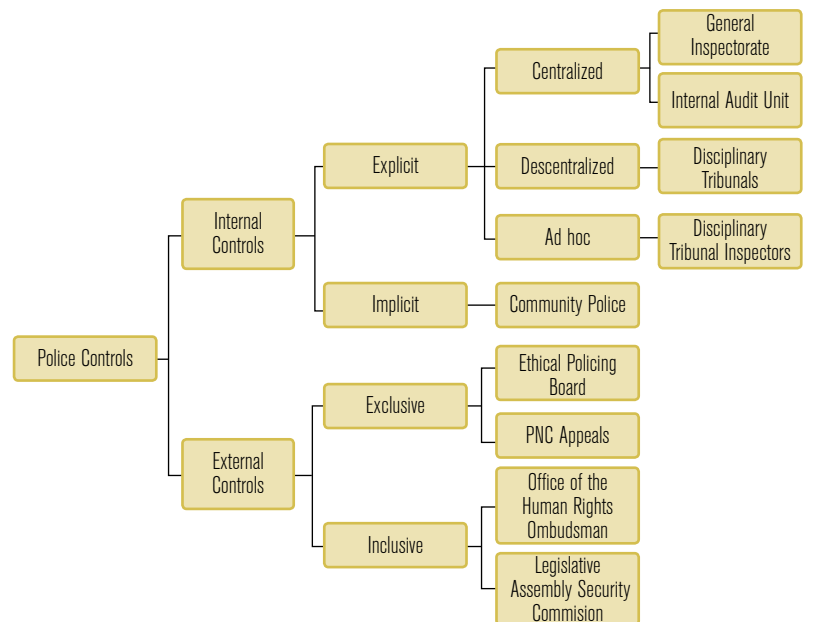 General
Inspectorate
Centralized
Internal Audit Unit
Explicit
Descentralized
Disciplinary
Tribunals
Internal
Controls
Ad hoc
Disciplinary
Tribunal Inspectors
Implicit
Community Police
Police Controls
Ethical Policing
Board
Exclusive
PNC Appeals
External
Controls
Office of the
Human Rights
Ombudsman
Inclusive
Legislative
Assembly Security
Commision